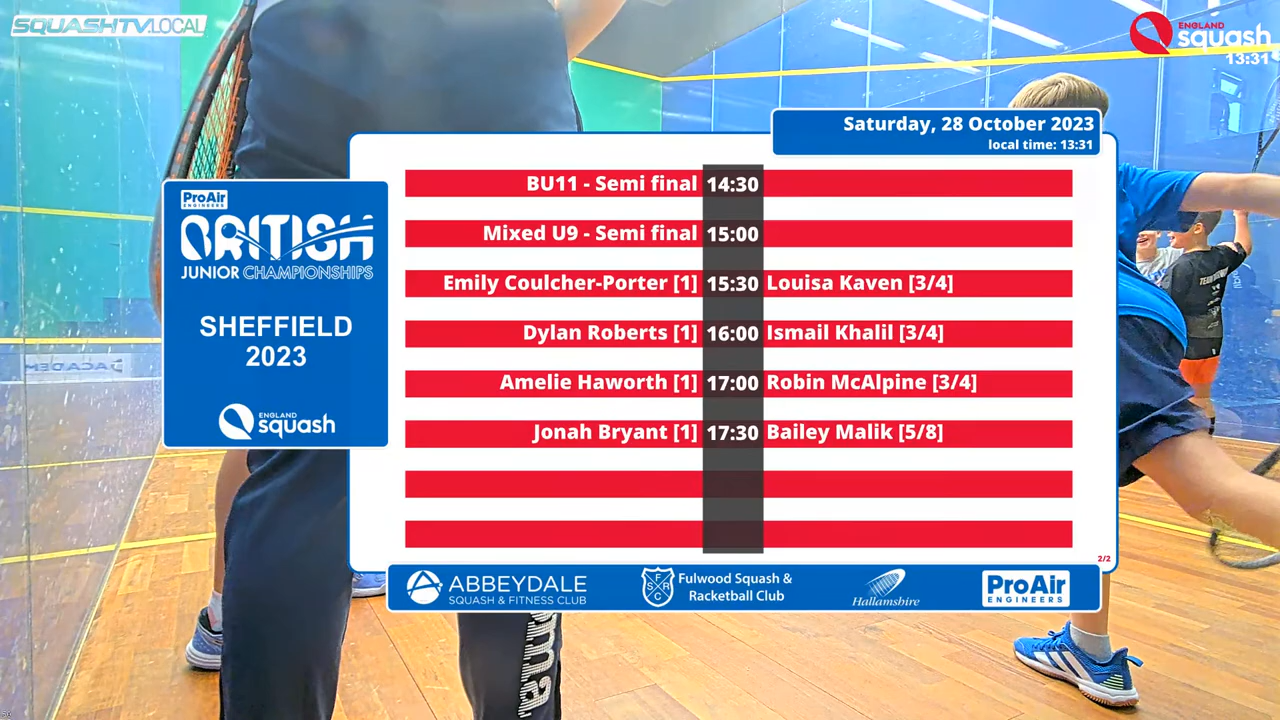 SQUASHTV.LOCAL
ENGLAND
squash
13:31
Saturday, 28 October 2023
local time: 13:31
ProAir
ENGINEERS
BRITISH
JUNIOR CHAMPIONSHIPS
SHEFFIELD
2023
ENGLAND
squash
BU11 - Semi final 14:30
Mixed U9 - Semi final 15:00
Emily Coulcher-Porter [1] 15:30 Louisa Kaven [3/4]
Dylan Roberts [1] 16:00 Ismail Khalil [3/4]
Amelie Haworth [1] 17:00 Robin McAlpine [3/4]
Jonah Bryant [1] 17:30 Bailey Malik [5/8]
2/2
ABBEYDALE
SQUASH & FITNESS CLUB
FSRC
Fulwood Squash &
Racketball Club
Hallamshire
ProAir
ENGINEERS